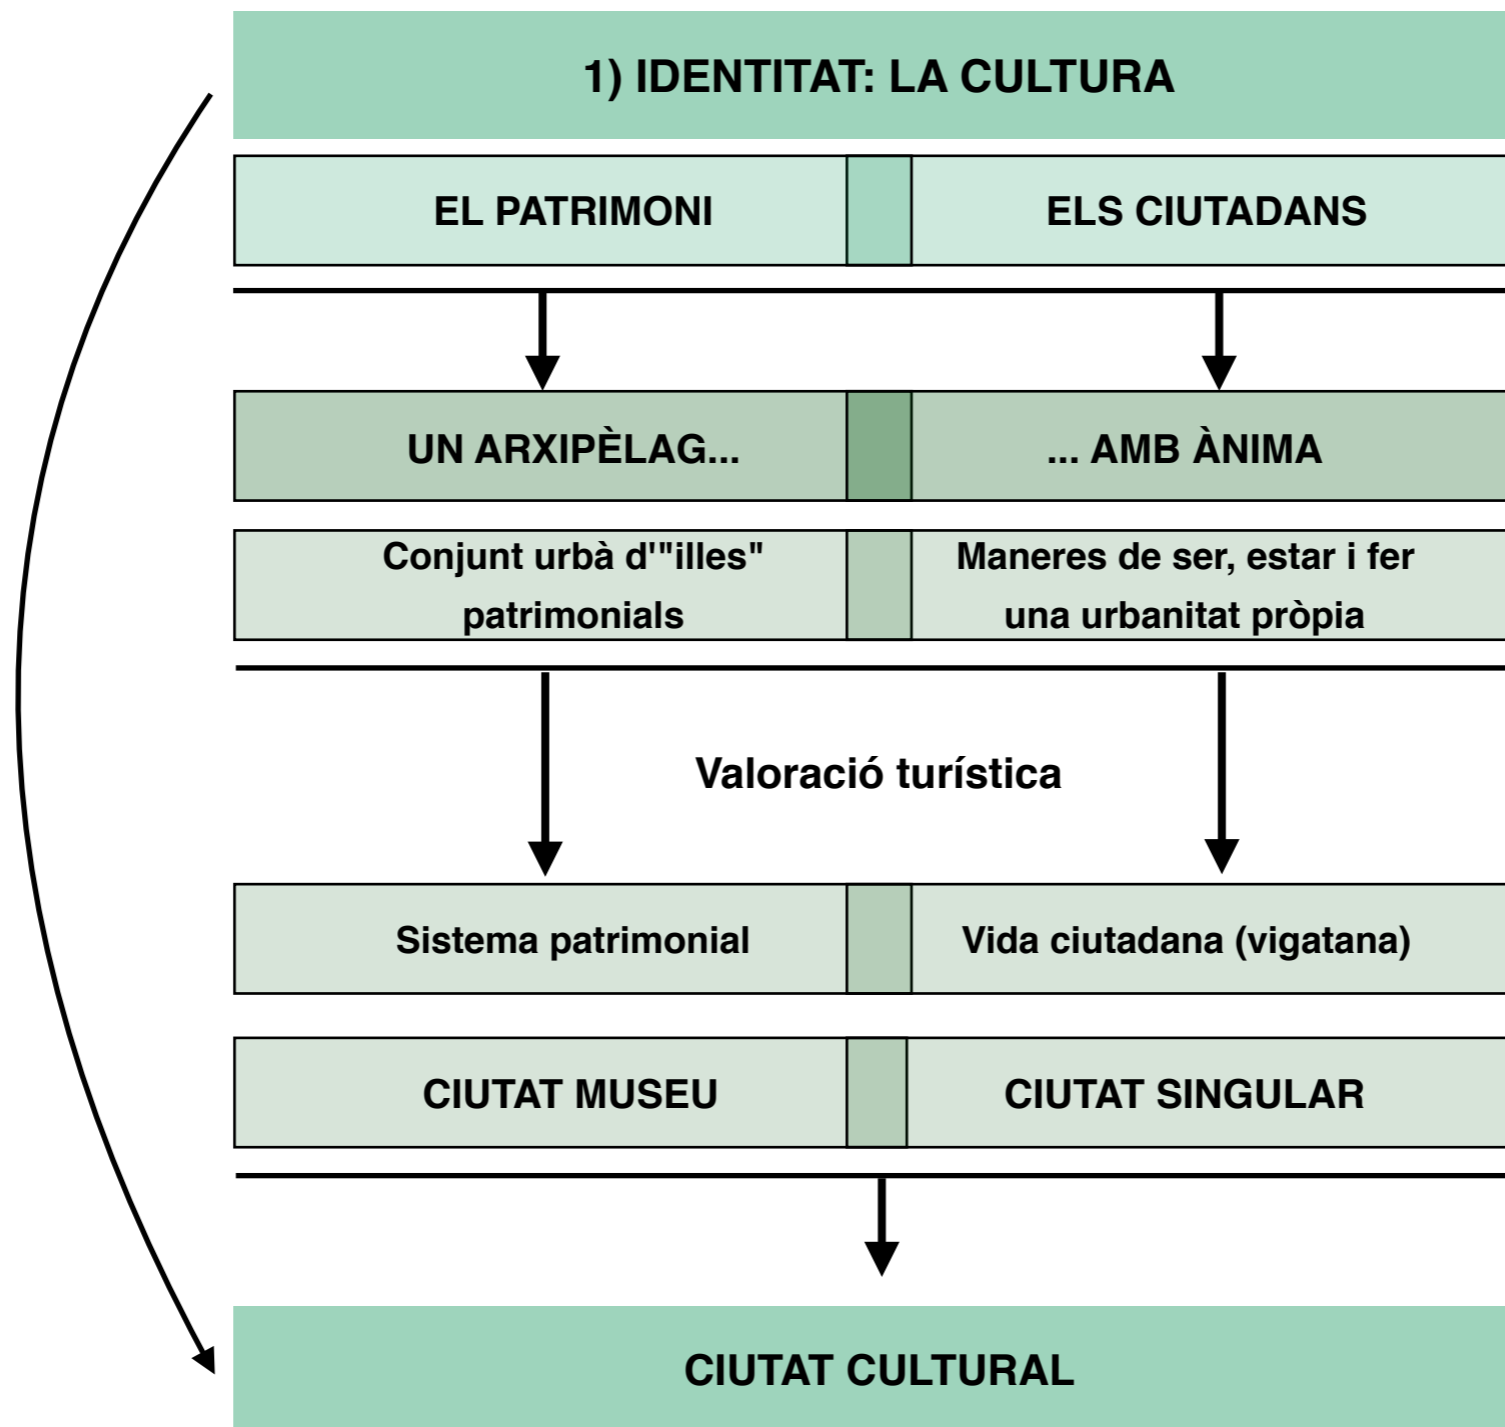 1) IDENTITAT: LA CULTURA
EL PATRIMONI
ELS CIUTADANS
UN ARXIPÈLAG...
... AMB ÀNIMA
Conjunt urbà d'"illes"
patrimonials
Maneres de ser, estar i fer
una urbanitat pròpia
Valoració turística
Sistema patrimonial
Vida ciutadana (vigatana)
CIUTAT MUSEU
CIUTAT SINGULAR
CIUTAT CULTURAL